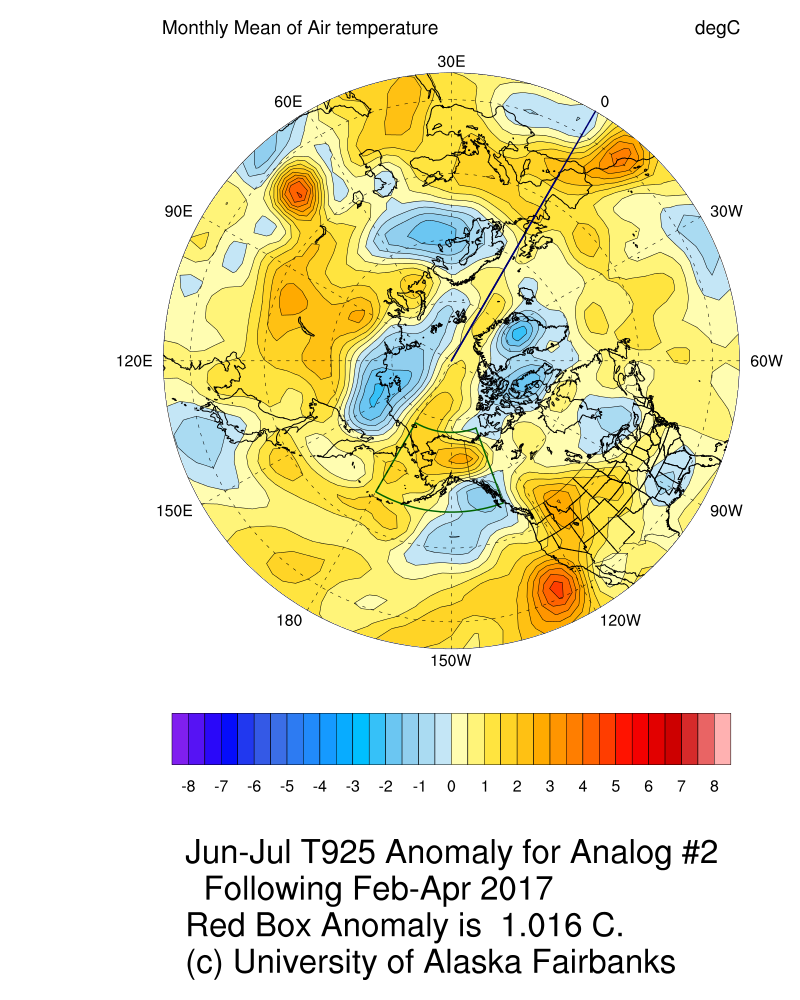 Monthly Mean of Air temperature degC
30E
60E 0
90E 30W
120E 60W
150E 90W
180 120W
150W
-8 -7 -6 -5 -4 -3 -2 -1 0 1 2 3 4 5 6 7 8
Jun-Jul T925 Anomaly for Analog #2
Following Feb-Apr 2017
Red Box Anomaly is 1.016 C.
(c) University of Alaska Fairbanks